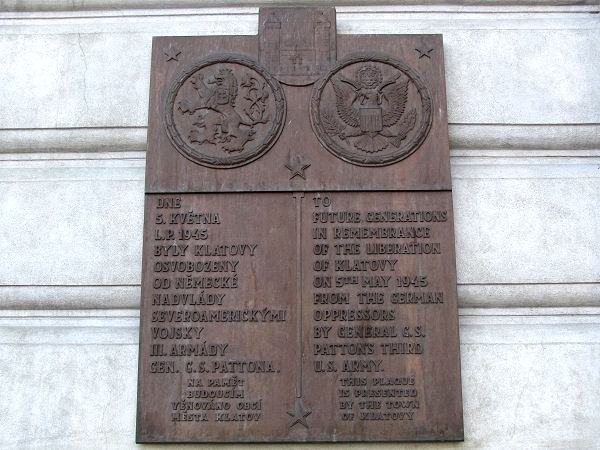 DNE
5. KVĚTNA
L.P. 1945
BYLY KLATOVY
OSVOBOZENY
OD NĚMECKÉ
NADVLÁDY
SEVEROAMERICKÝMI
VOJSKY
III. ARMÁDY
GEN. G.S. PATTONA.
NA PAMĚŤ
BUDOUCÍM
VĚNOVÁNO OBCÍ
MĚSTA KLATOV
TO
FUTURE GENERATIONS
IN REMEMBRANCE
OF THE LIBERATION
OF KLATOVY
ON 5TH MAY 1945
FROM THE GERMAN
OPPRESSORS
BY GENERAL G.S.
PATTON'S THIRD
U.S. ARMY.
THIS PLAQUE
IS PRESENTED
BY THE TOWN
OF KLATOVY